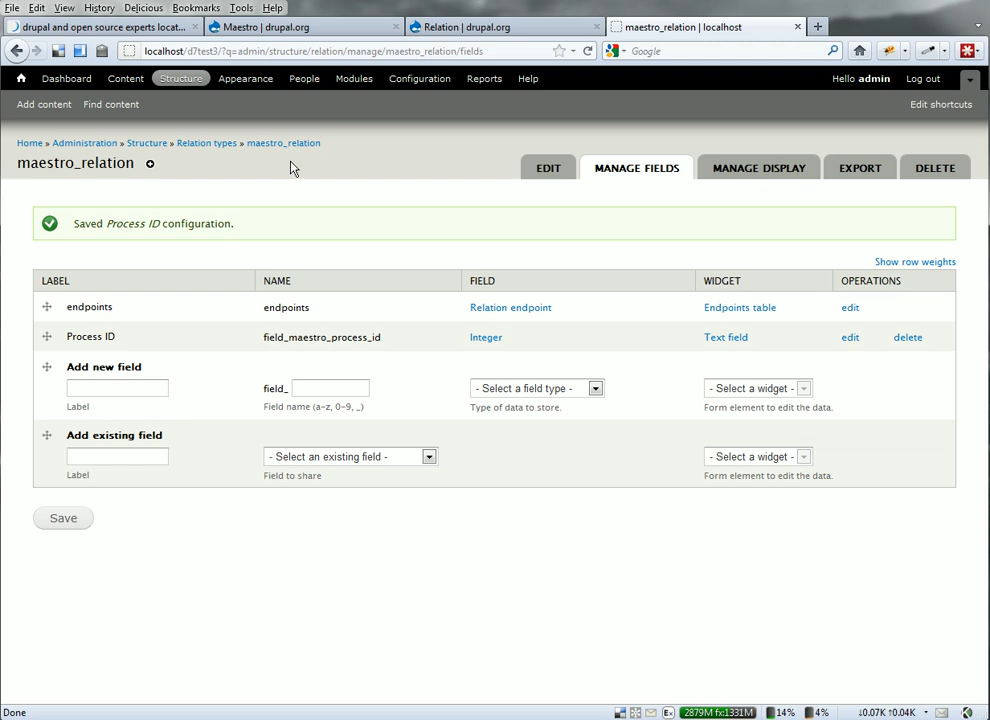 File Edit View History Delicious Bookmarks Tools Help
drupal and open source experts locat... Maestro | drupal.org Relation | drupal.org maestro_relation | localhost
localhost/d7test3/?q=admin/structure/relation/manage/maestro_relation/fields Google
Dashboard Content Structure Appearance People Modules Configuration Reports Help Hello admin Log out
Add content Find content Edit shortcuts
Home » Administration » Structure » Relation types » maestro_relation
maestro_relation
EDIT MANAGE FIELDS MANAGE DISPLAY EXPORT DELETE
Saved Process ID configuration.
Show row weights
LABEL NAME FIELD WIDGET OPERATIONS
endpoints endpoints Relation endpoint Endpoints table edit
Process ID field_maestro_process_id Integer Text field edit delete
Add new field
field_ - Select a field type - - Select a widget -
Label Field name (a-z, 0-9, _) Type of data to store. Form element to edit the data.
Add existing field
- Select an existing field - - Select a widget -
Label Field to share Form element to edit the data.
Save
Done 2879M fx:1331M 14% 4% ↓0.07K ↑0.04K